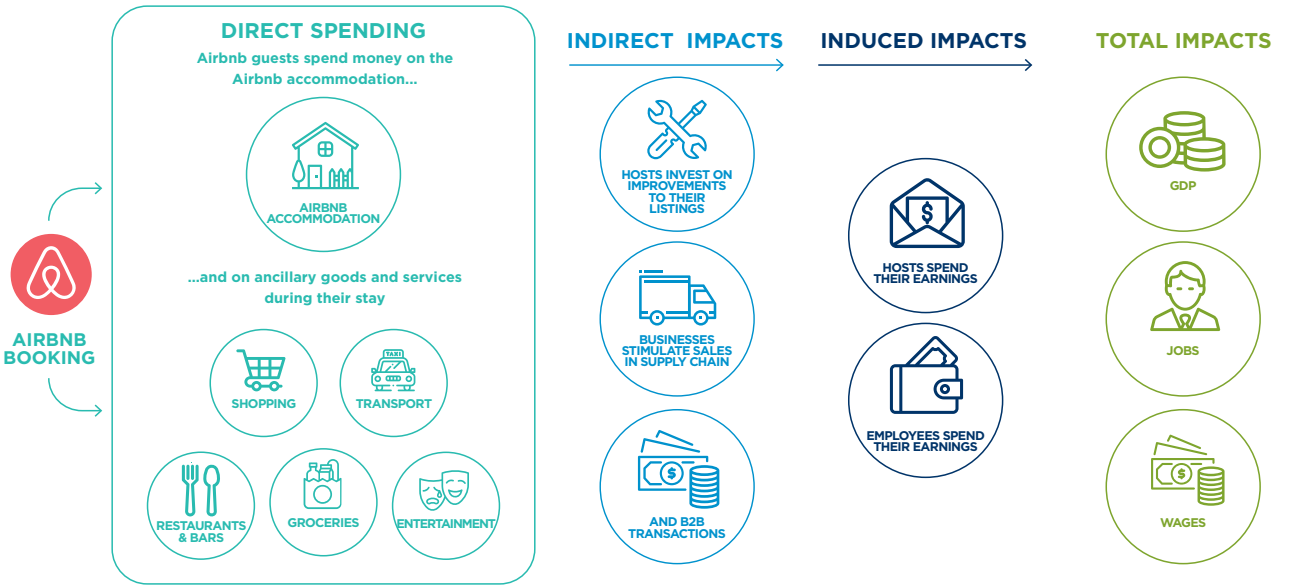 AIRBNB
BOOKING
DIRECT SPENDING
Airbnb guests spend money on the
Airbnb accommodation...
AIRBNB
ACCOMMODATION
...and on ancillary goods and services
during their stay
SHOPPING
TAXI
TRANSPORT
RESTAURANTS
& BARS
GROCERIES
ENTERTAINMENT
INDIRECT IMPACTS
HOSTS INVEST ON
IMPROVEMENTS
TO THEIR
LISTINGS
BUSINESSES
STIMULATE SALES
IN SUPPLY CHAIN
$
AND B2B
TRANSACTIONS
INDUCED IMPACTS
$
HOSTS SPEND
THEIR EARNINGS
EMPLOYEES SPEND
THEIR EARNINGS
TOTAL IMPACTS
GDP
JOBS
$
WAGES